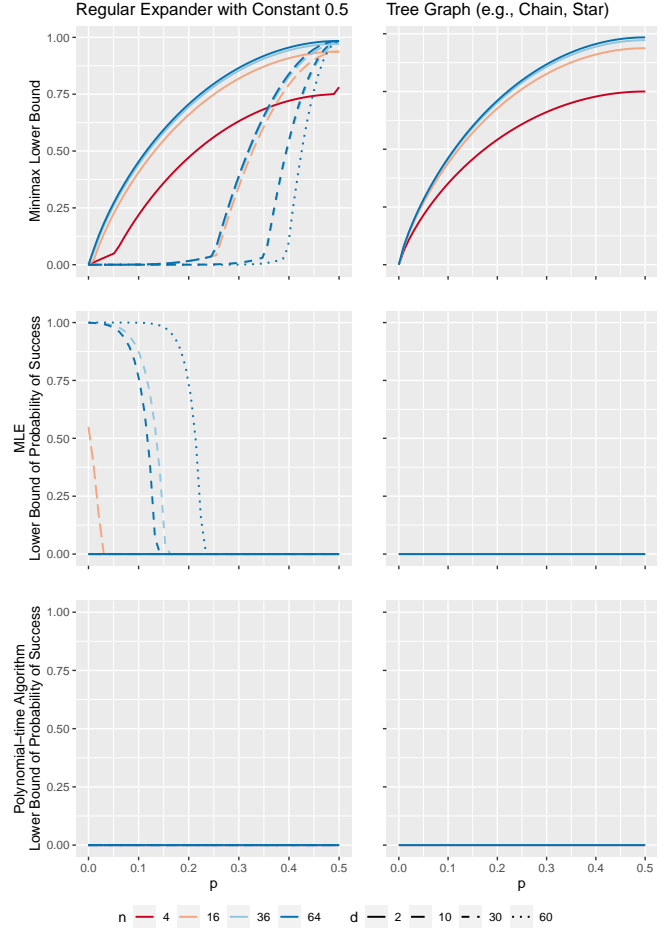 Regular Expander with Constant 0.5
Tree Graph (e.g., Chain, Star)
Minimax Lower Bound
1.00
0.75
0.50
0.25
0.00
MLE
Lower Bound of Probability of Success
1.00
0.75
0.50
0.25
0.00
Polynomial−time Algorithm
Lower Bound of Probability of Success
1.00
0.75
0.50
0.25
0.00
0.0 0.1 0.2 0.3 0.4 0.5
0.0 0.1 0.2 0.3 0.4 0.5
p
p
n 4 16 36 64 d 2 10 30 60